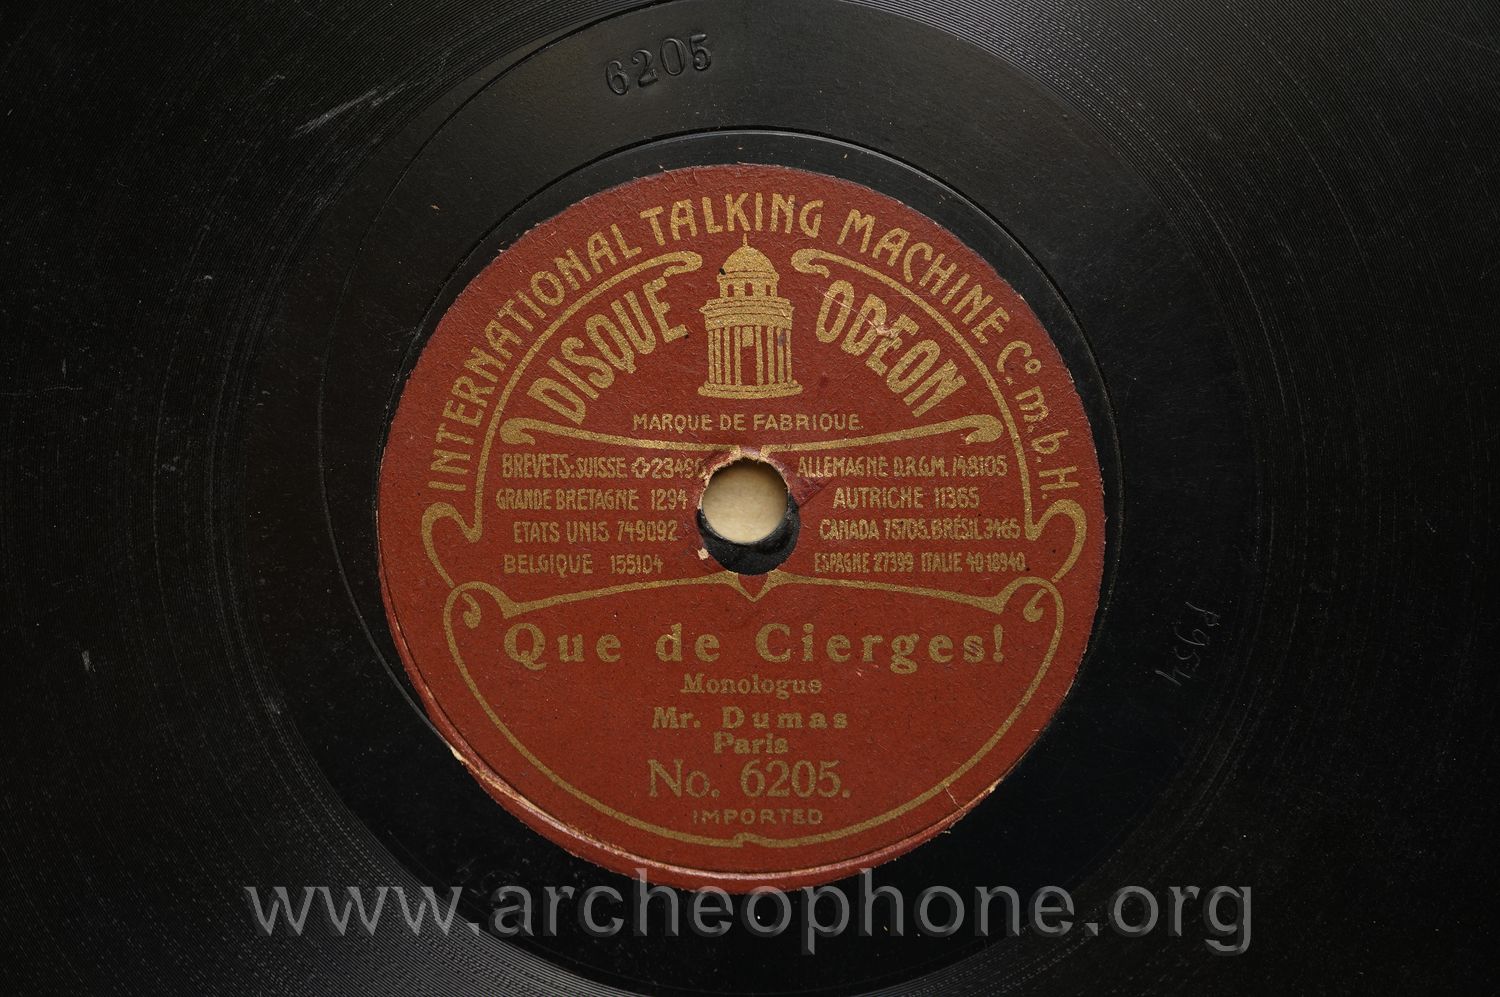 6205
INTERNATIONAL TALKING MACHINE Co. m.b.H.
DISQUE ODEON
MARQUE DE FABRIQUE
BREVETS: SUISSE ALLEMAGNE D.R.G.M. 148105
GRANDE BRETAGNE 1294 AUTRICHE 11365
ETATS UNIS 749092 CANADA 75705. BRÉSIL 3465
BELGIQUE 155104 ESPAGNE 27399 ITALIE 40·18940
Que de Cierges!
Monologue
Mr. Dumas
Paris
No. 6205.
IMPORTED
www.archeophone.org